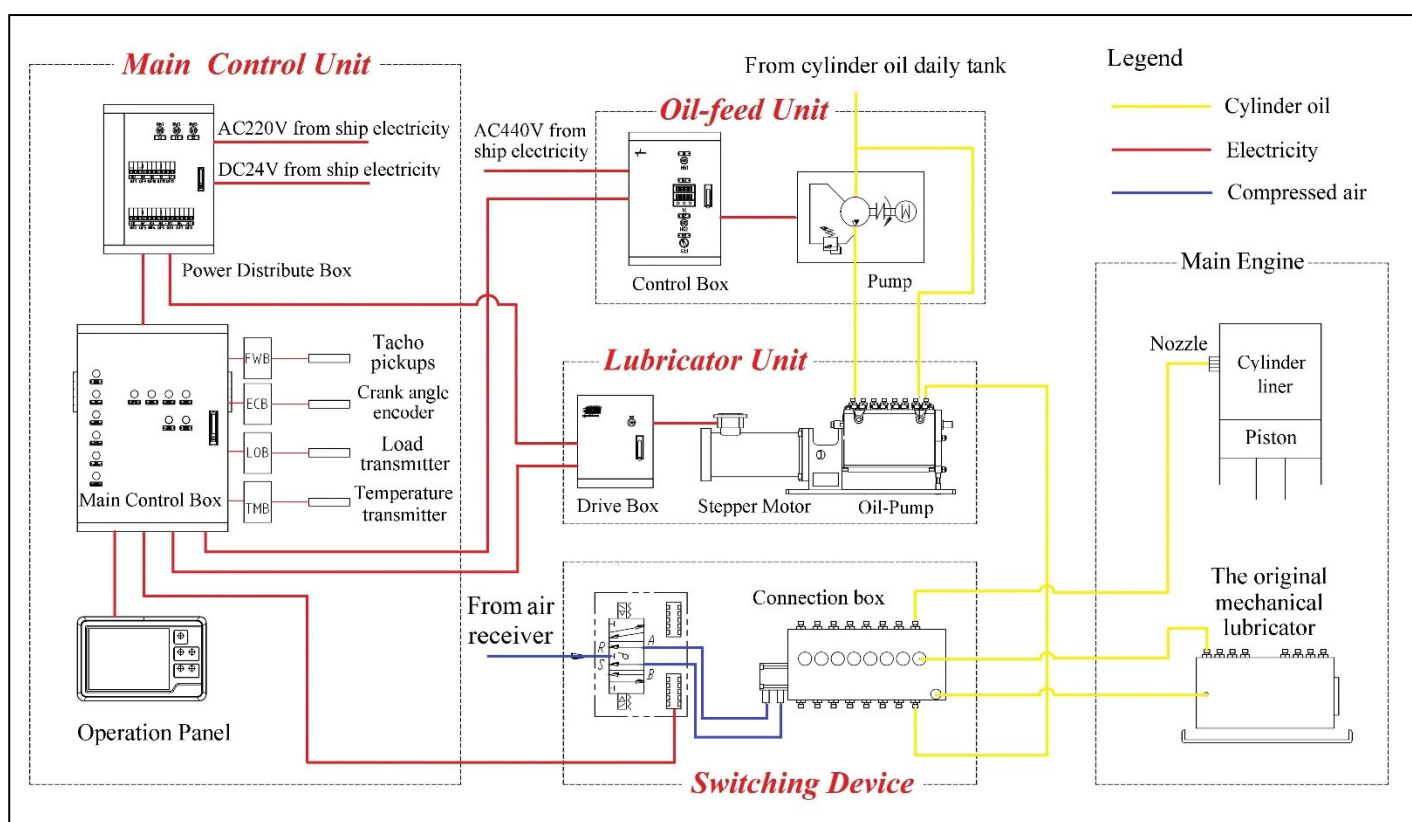 Main Control Unit
AC220V from ship electricity
DC24V from ship electricity
Power Distribute Box
FWB
Tacho
pickups
ECB
Crank angle
encoder
LOB
Load
transmitter
TMB
Temperature
transmitter
Main Control Box
Operation Panel
From cylinder oil daily tank
Oil-feed Unit
AC440V from
ship electricity
Control Box
M
Pump
Lubricator Unit
Drive Box
Stepper Motor
Oil-Pump
From air
receiver
R
S
P
A
B
Connection box
Switching Device
Legend
Cylinder oil
Electricity
Compressed air
Main Engine
Nozzle
Cylinder
liner
Piston
The original
mechanical
lubricator